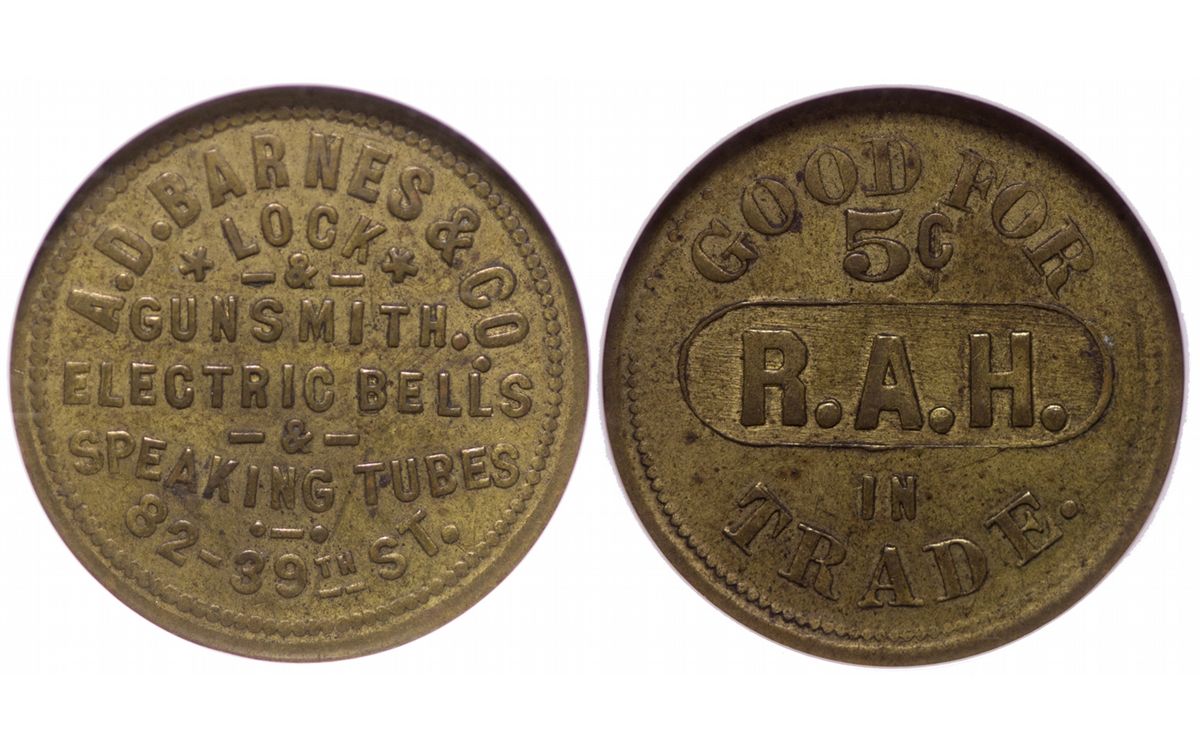 A.D. BARNES & CO.
* LOCK *
- & -
GUNSMITH.
ELECTRIC BELLS
- & -
SPEAKING TUBES
82-39TH ST.
GOOD FOR
5¢
R.A.H.
IN
TRADE.